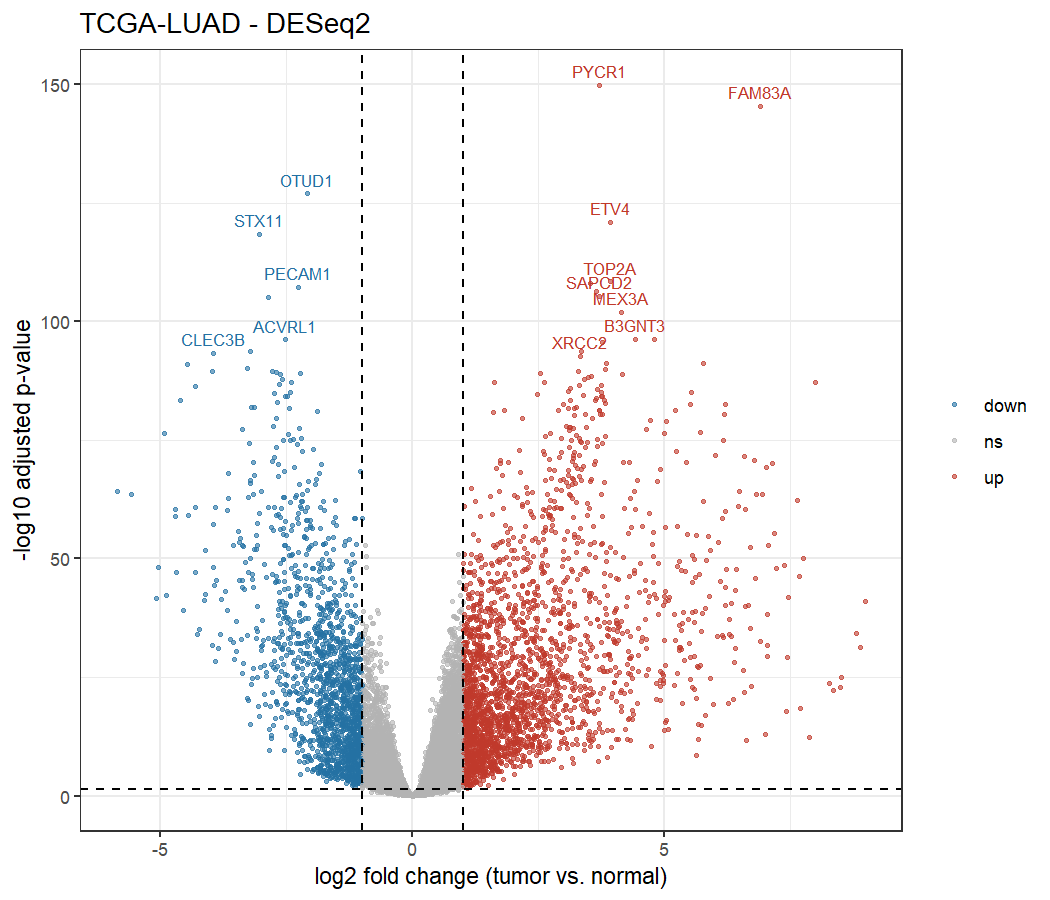 TCGA-LUAD - DESeq2
150
100
50
0
-log10 adjusted p-value
PYCR1
FAM83A
OTUD1
ETV4
STX11
TOP2A
PECAM1
SAPCD2
MEX3A
ACVRL1
B3GNT3
CLEC3B
XRCC2
down
ns
up
-5
0
5
log2 fold change (tumor vs. normal)